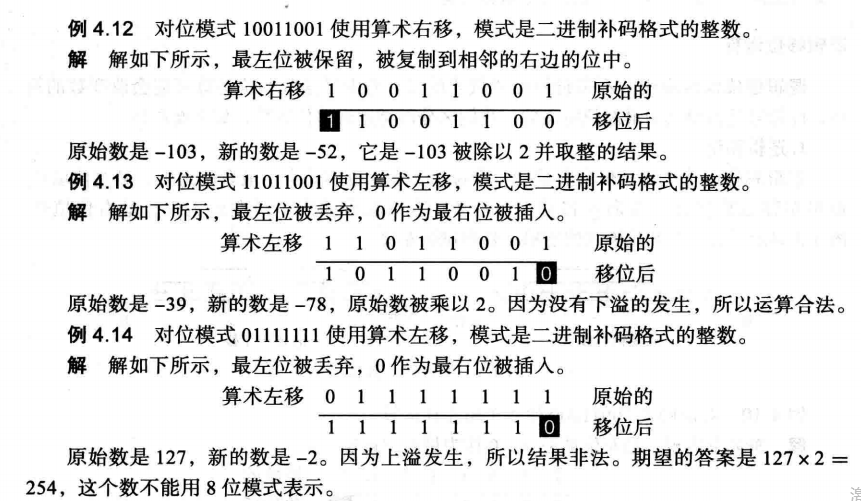 例 4.12 对位模式 10011001 使用算术右移，模式是二进制补码格式的整数。
解 解如下所示，最左位被保留，被复制到相邻的右边的位中。
算术右移 1 0 0 1 1 0 0 1 原始的
1 1 0 0 1 1 0 0 移位后
原始数是 –103，新的数是 –52，它是 –103 被除以 2 并取整的结果。
例 4.13 对位模式 11011001 使用算术左移，模式是二进制补码格式的整数。
解 解如下所示，最左位被丢弃，0 作为最右位被插入。
算术左移 1 1 0 1 1 0 0 1 原始的
1 0 1 1 0 0 1 0 移位后
原始数是 –39，新的数是 –78，原始数被乘以 2。因为没有下溢的发生，所以运算合法。
例 4.14 对位模式 01111111 使用算术左移，模式是二进制补码格式的整数。
解 解如下所示，最左位被丢弃，0 作为最右位被插入。
算术左移 0 1 1 1 1 1 1 1 原始的
1 1 1 1 1 1 1 0 移位后
原始数是 127，新的数是 –2。因为上溢发生，所以结果非法。期望的答案是 127 × 2 =
254，这个数不能用 8 位模式表示。